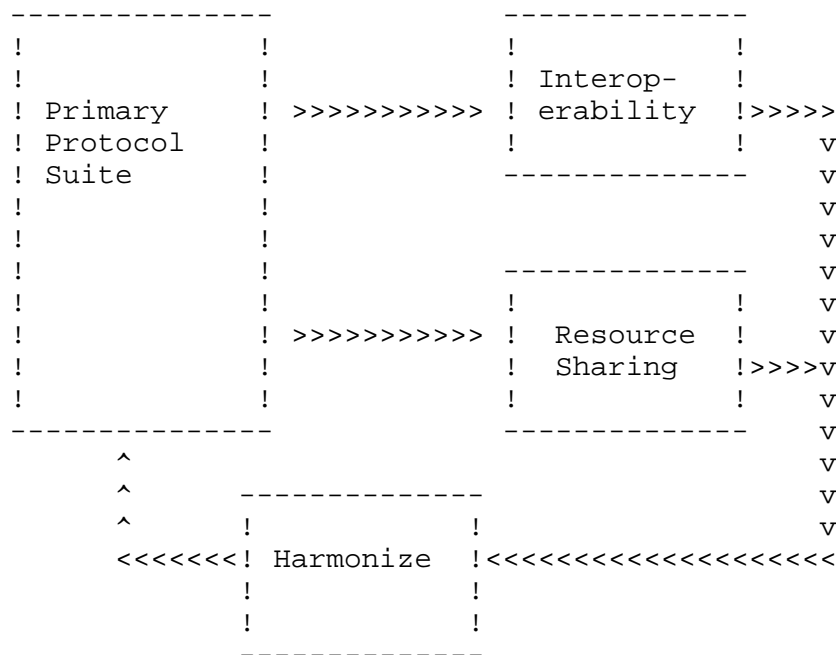 Primary
Protocol
Suite
Interop-
erability
Resource
Sharing
Harmonize